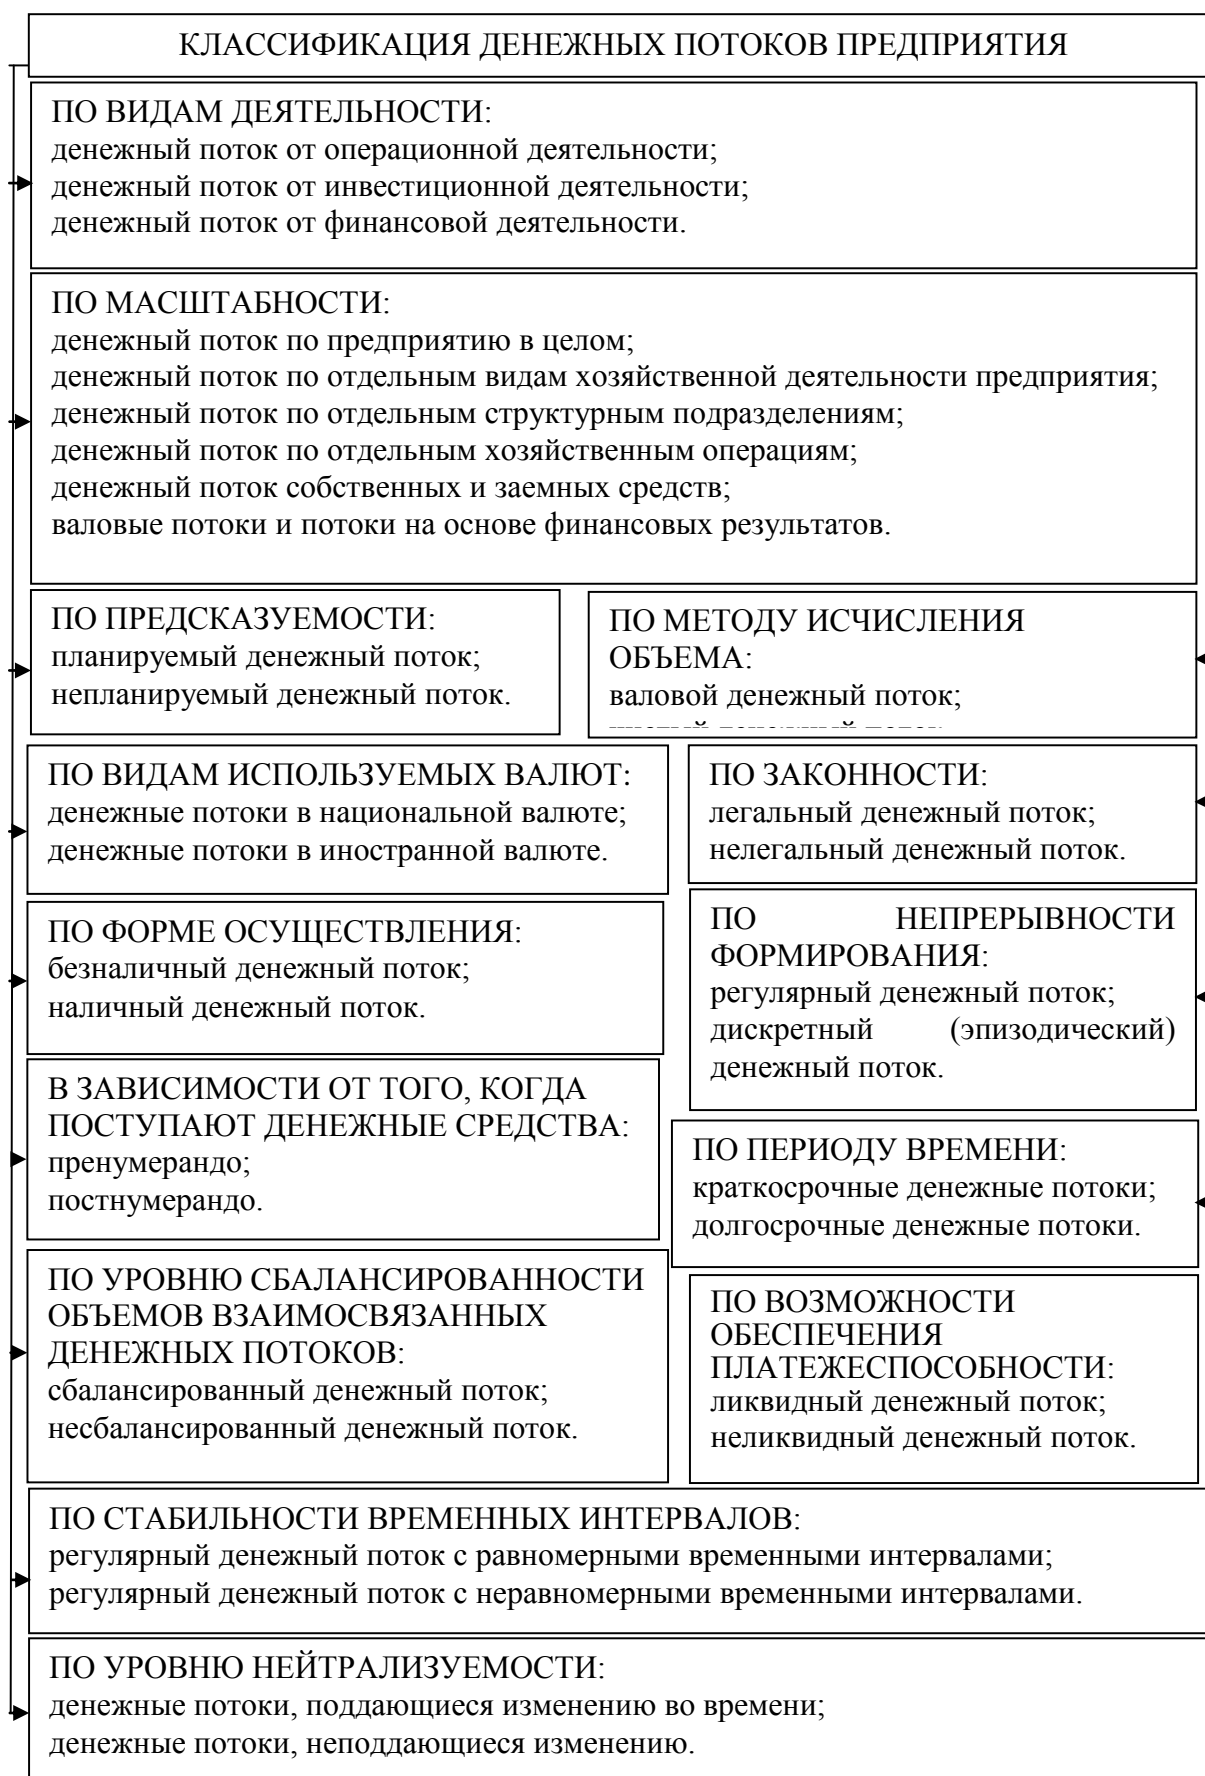 КЛАССИФИКАЦИЯ ДЕНЕЖНЫХ ПОТОКОВ ПРЕДПРИЯТИЯ
ПО ВИДАМ ДЕЯТЕЛЬНОСТИ:
денежный поток от операционной деятельности;
денежный поток от инвестиционной деятельности;
денежный поток от финансовой деятельности.
ПО МАСШТАБНОСТИ:
денежный поток по предприятию в целом;
денежный поток по отдельным видам хозяйственной деятельности предприятия;
денежный поток по отдельным структурным подразделениям;
денежный поток по отдельным хозяйственным операциям;
денежный поток собственных и заемных средств;
валовые потоки и потоки на основе финансовых результатов.
ПО ПРЕДСКАЗУЕМОСТИ:
планируемый денежный поток;
непланируемый денежный поток.
ПО МЕТОДУ ИСЧИСЛЕНИЯ
ОБЪЕМА:
валовой денежный поток;
ПО ВИДАМ ИСПОЛЬЗУЕМЫХ ВАЛЮТ:
денежные потоки в национальной валюте;
денежные потоки в иностранной валюте.
ПО ЗАКОННОСТИ:
легальный денежный поток;
нелегальный денежный поток.
ПО ФОРМЕ ОСУЩЕСТВЛЕНИЯ:
безналичный денежный поток;
наличный денежный поток.
ПО НЕПРЕРЫВНОСТИ
ФОРМИРОВАНИЯ:
регулярный денежный поток;
дискретный (эпизодический)
денежный поток.
В ЗАВИСИМОСТИ ОТ ТОГО, КОГДА
ПОСТУПАЮТ ДЕНЕЖНЫЕ СРЕДСТВА:
пренумерандо;
постнумерандо.
ПО ПЕРИОДУ ВРЕМЕНИ:
краткосрочные денежные потоки;
долгосрочные денежные потоки.
ПО УРОВНЮ СБАЛАНСИРОВАННОСТИ
ОБЪЕМОВ ВЗАИМОСВЯЗАННЫХ
ДЕНЕЖНЫХ ПОТОКОВ:
сбалансированный денежный поток;
несбалансированный денежный поток.
ПО ВОЗМОЖНОСТИ
ОБЕСПЕЧЕНИЯ
ПЛАТЕЖЕСПОСОБНОСТИ:
ликвидный денежный поток;
неликвидный денежный поток.
ПО СТАБИЛЬНОСТИ ВРЕМЕННЫХ ИНТЕРВАЛОВ:
регулярный денежный поток с равномерными временными интервалами;
регулярный денежный поток с неравномерными временными интервалами.
ПО УРОВНЮ НЕЙТРАЛИЗУЕМОСТИ:
денежные потоки, поддающиеся изменению во времени;
денежные потоки, неподдающиеся изменению.